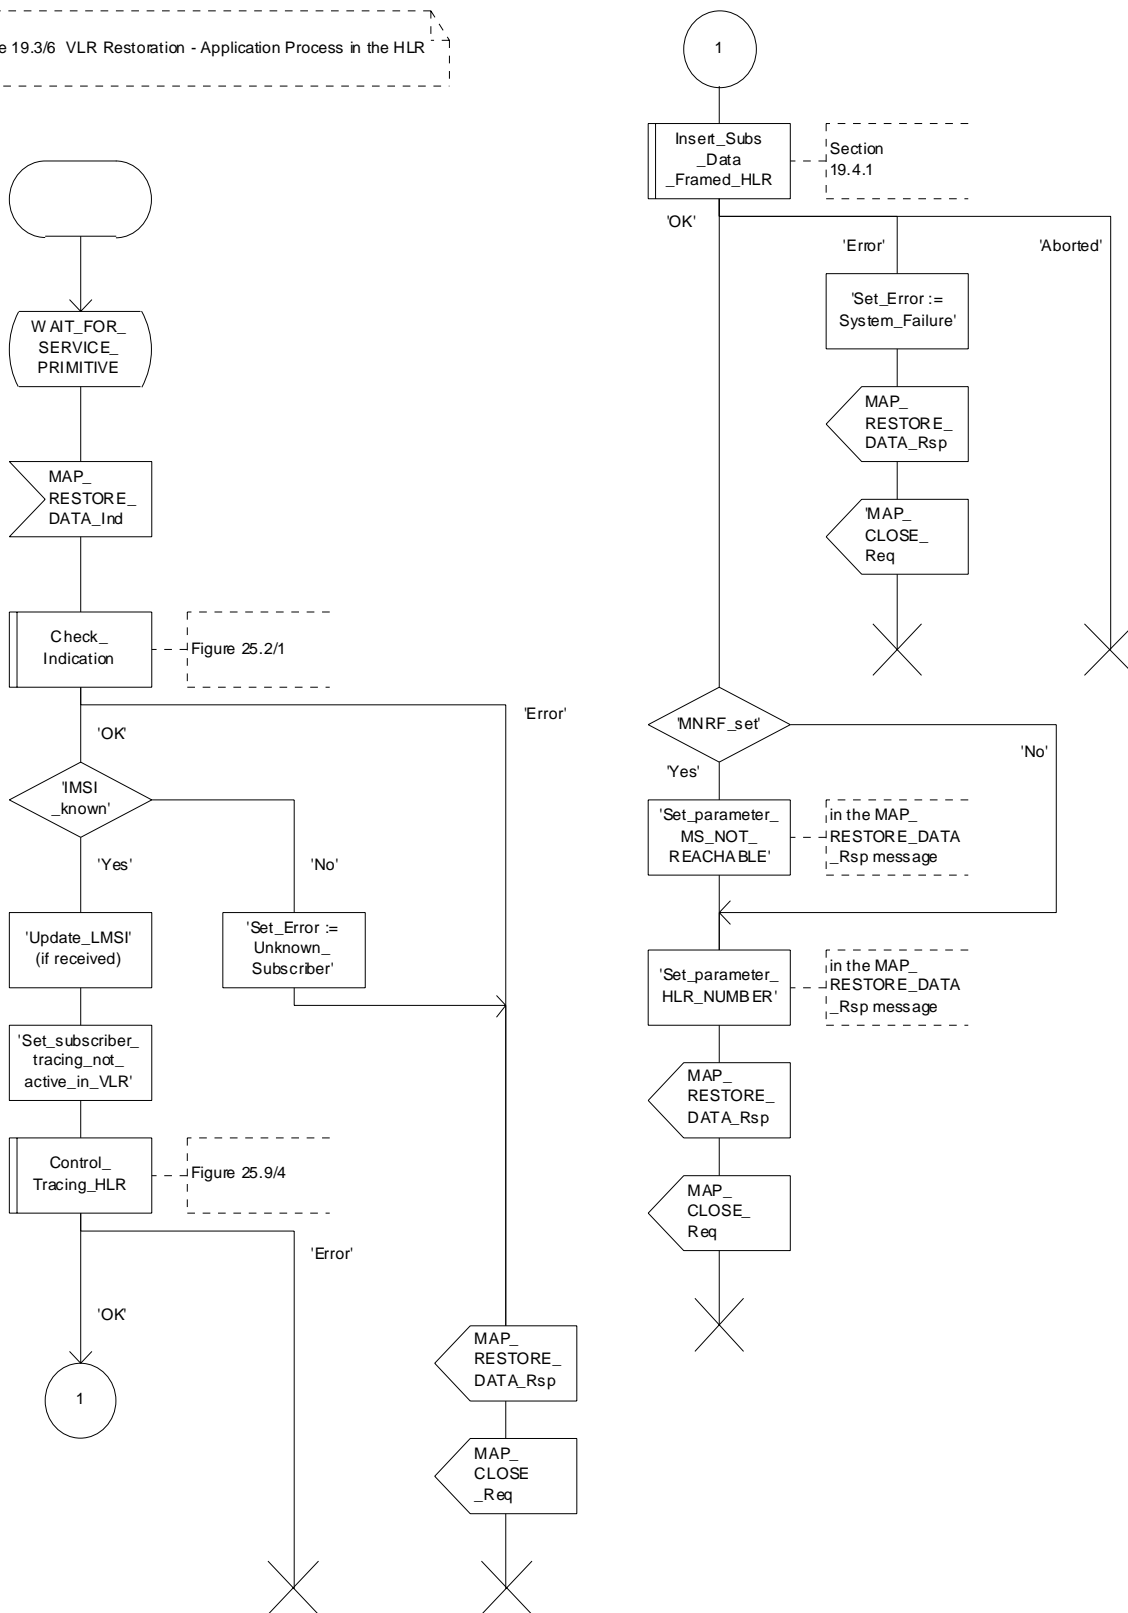 e 19.3/6 VLR Restoration - Application Process in the HLR
WAIT_FOR_
SERVICE_
PRIMITIVE
MAP_
RESTORE_
DATA_Ind
Check_
Indication
Figure 25.2/1
'Error'
'OK'
'IMSI
_known'
'Yes'
'No'
'Update_LMSI'
(if received)
'Set_Error :=
Unknown_
Subscriber'
'Set_subscriber_
tracing_not_
active_in_VLR'
Control_
Tracing_HLR
Figure 25.9/4
'Error'
'OK'
1
MAP_
RESTORE_
DATA_Rsp
MAP_
CLOSE
_Req
1
Insert_Subs
_Data
_Framed_HLR
Section
19.4.1
'OK'
'Error'
'Aborted'
'Set_Error :=
System_Failure'
MAP_
RESTORE_
DATA_Rsp
'MAP_
CLOSE_
Req
'MNRF_set'
'No'
'Yes'
'Set_parameter_
MS_NOT_
REACHABLE'
in the MAP_
RESTORE_DATA
_Rsp message
'Set_parameter_
HLR_NUMBER'
in the MAP_
RESTORE_DATA
_Rsp message
MAP_
RESTORE_
DATA_Rsp
MAP_
CLOSE_
Req